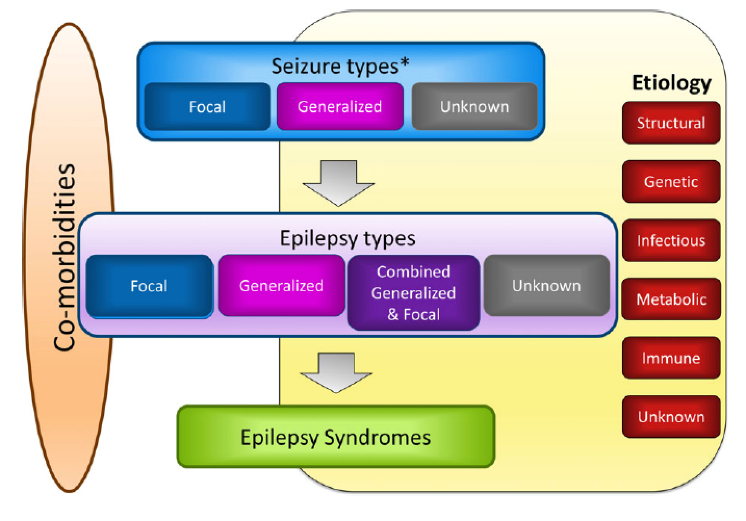 Co-morbidities
Seizure types*
Focal
Generalized
Unknown
Epilepsy types
Focal
Generalized
Combined
Generalized
& Focal
Unknown
Epilepsy Syndromes
Etiology
Structural
Genetic
Infectious
Metabolic
Immune
Unknown